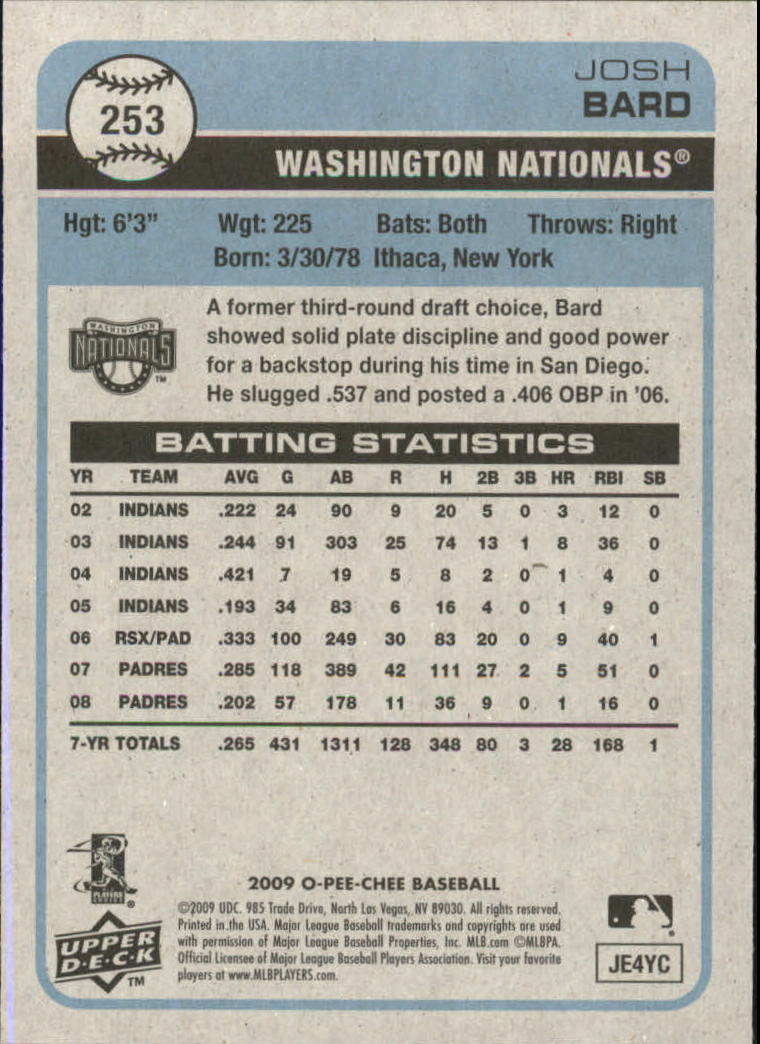 253
JOSH
BARD
WASHINGTON NATIONALS®
Hgt: 6'3" Wgt: 225 Bats: Both Throws: Right
Born: 3/30/78 Ithaca, New York
WASHINGTON
NATIONALS
TM
A former third-round draft choice, Bard
showed solid plate discipline and good power
for a backstop during his time in San Diego.
He slugged .537 and posted a .406 OBP in '06.
BATTING STATISTICS
YR TEAM AVG G AB R H 2B 3B HR RBI SB
02 INDIANS .222 24 90 9 20 5 0 3 12 0
03 INDIANS .244 91 303 25 74 13 1 8 36 0
04 INDIANS .421 7 19 5 8 2 0 1 4 0
05 INDIANS .193 34 83 6 16 4 0 1 9 0
06 RSX/PAD .333 100 249 30 83 20 0 9 40 1
07 PADRES .285 118 389 42 111 27 2 5 51 0
08 PADRES .202 57 178 11 36 9 0 1 16 0
7-YR TOTALS .265 431 1311 128 348 80 3 28 168 1
PLAYERS
CHOICE
®
2009 O-PEE-CHEE BASEBALL
©2009 UDC. 985 Trade Drive, North Las Vegas, NV 89030. All rights reserved.
Printed in the USA. Major League Baseball trademarks and copyrights are used
with permission of Major League Baseball Properties, Inc. MLB.com ©MLBPA.
Official Licensee of Major League Baseball Players Association. Visit your favorite
players at www.MLBPLAYERS.com.
UPPER
D·E·C·K
TM
®
JE4YC